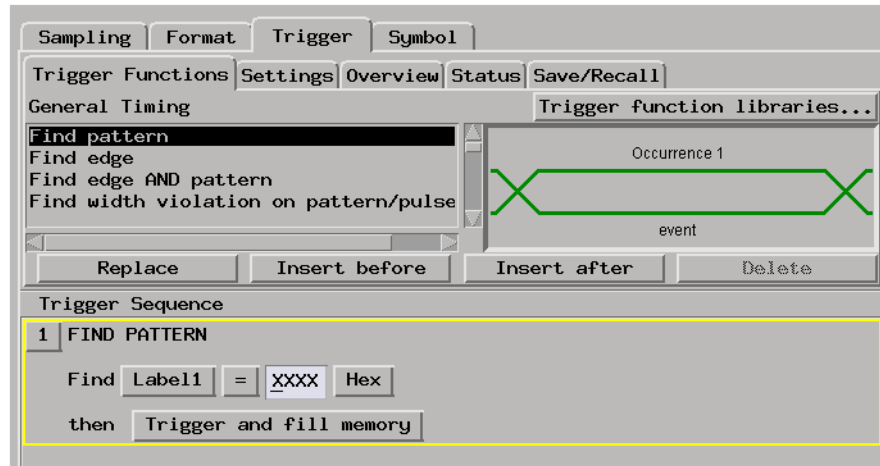 Sampling Format Trigger Symbol
Trigger Functions Settings Overview Status Save/Recall
General Timing Trigger function libraries...
Find pattern
Find edge
Find edge AND pattern
Find width violation on pattern/pulse
Occurrence 1
event
Replace Insert before Insert after Delete
Trigger Sequence
1 FIND PATTERN
Find Label1 = XXXX Hex
then Trigger and fill memory